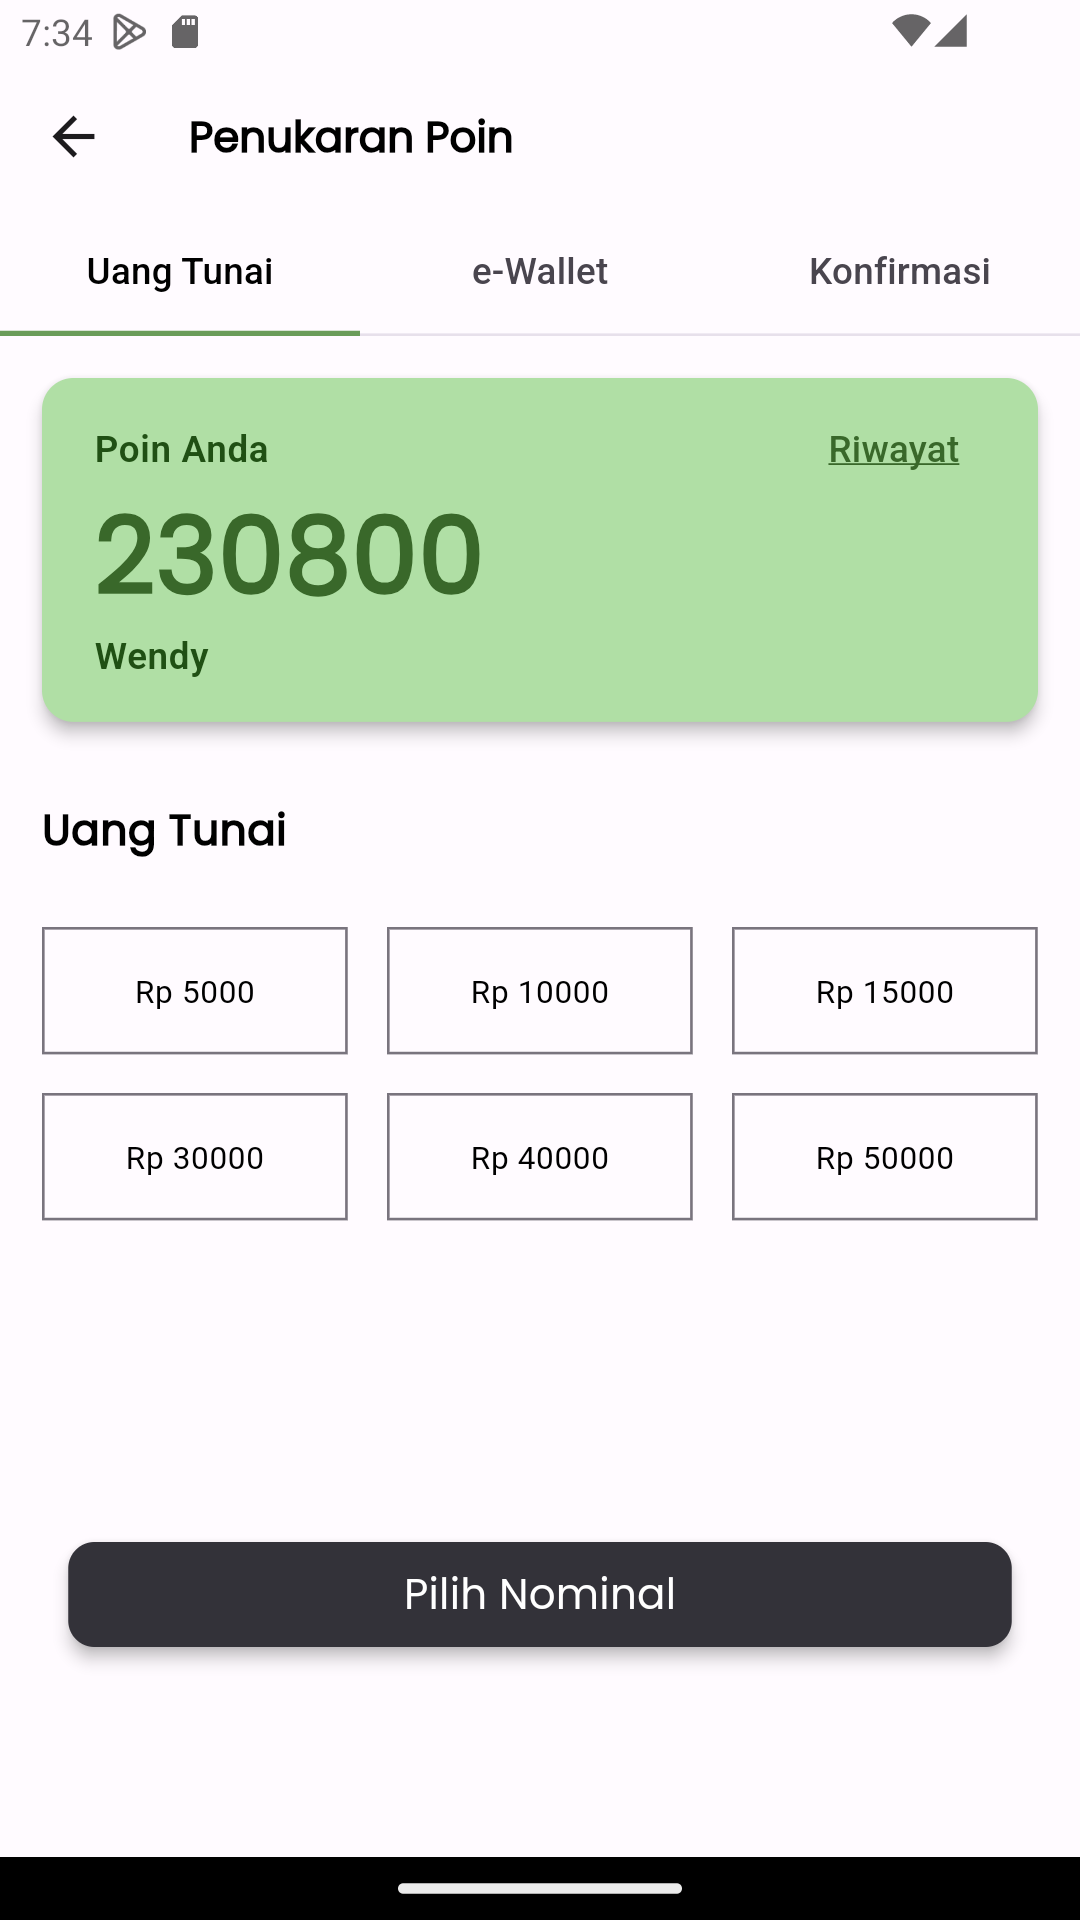 7:34
Penukaran Poin
Uang Tunai e-Wallet Konfirmasi
Poin Anda Riwayat
230800
Wendy
Uang Tunai
Rp 5000 Rp 10000 Rp 15000
Rp 30000 Rp 40000 Rp 50000
Pilih Nominal